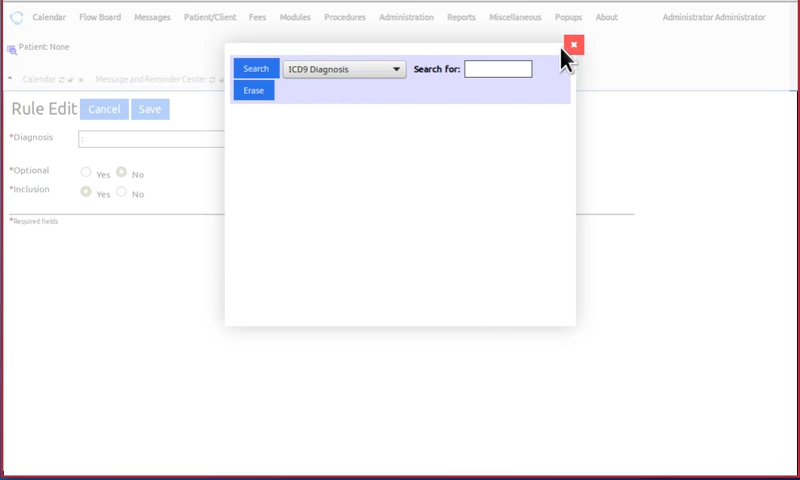 Calendar Flow Board Messages Patient/Client Fees Modules Procedures Administration Reports Miscellaneous Popups About Administrator Administrator
Patient: None
Calendar Message and Reminder Center
Search ICD9 Diagnosis Search for:
Erase
Rule Edit Cancel Save
*Diagnosis :
*Optional Yes No
*Inclusion Yes No
*Required fields